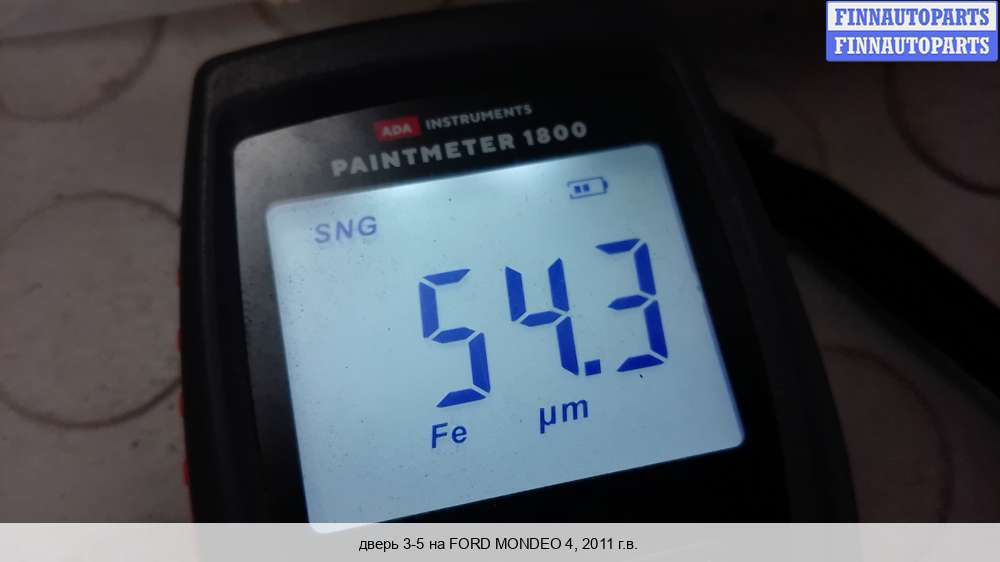 FINNAUTOPARTS
FINNAUTOPARTS
ADA INSTRUMENTS
PAINTMETER 1800
SNG
54.3
Fe µm
дверь 3-5 на FORD MONDEO 4, 2011 г.в.